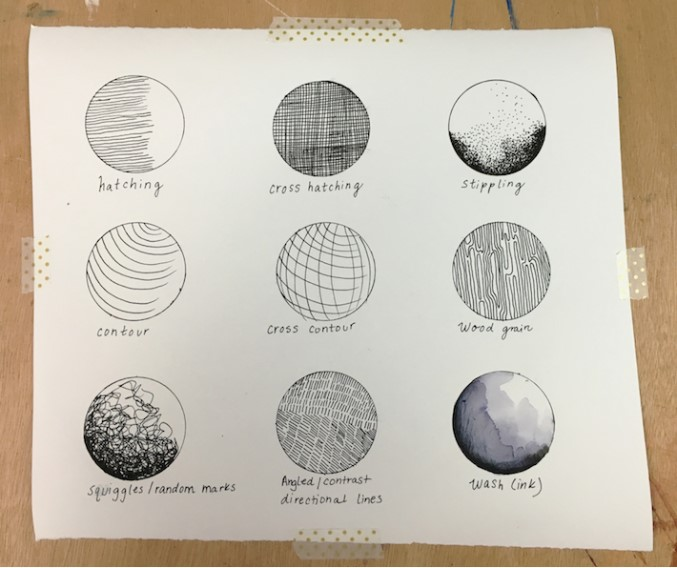 hatching
cross hatching
stippling
contour
cross contour
wood grain
squiggles/random marks
Angled/contrast
directional lines
wash (ink)